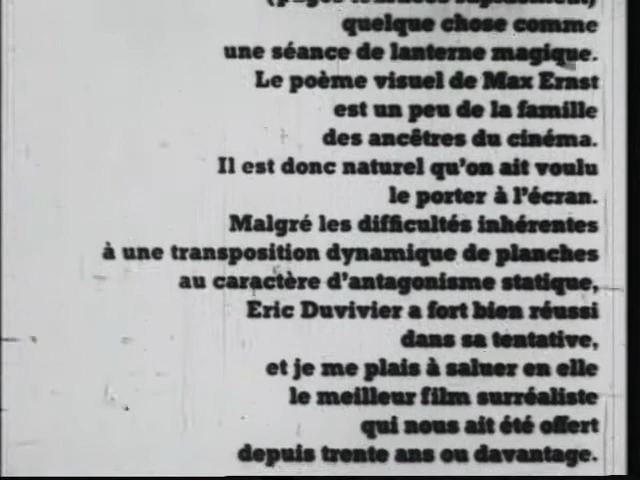 quelque chose comme
une séance de lanterne magique.
Le poème visuel de Max Ernst
est un peu de la famille
des ancêtres du cinéma.
Il est donc naturel qu'on ait voulu
le porter à l'écran.
Malgré les difficultés inhérentes
à une transposition dynamique de planches
au caractère d'antagonisme statique,
Eric Duvivier a fort bien réussi
dans sa tentative,
et je me plais à saluer en elle
le meilleur film surréaliste
qui nous ait été offert
depuis trente ans ou davantage.